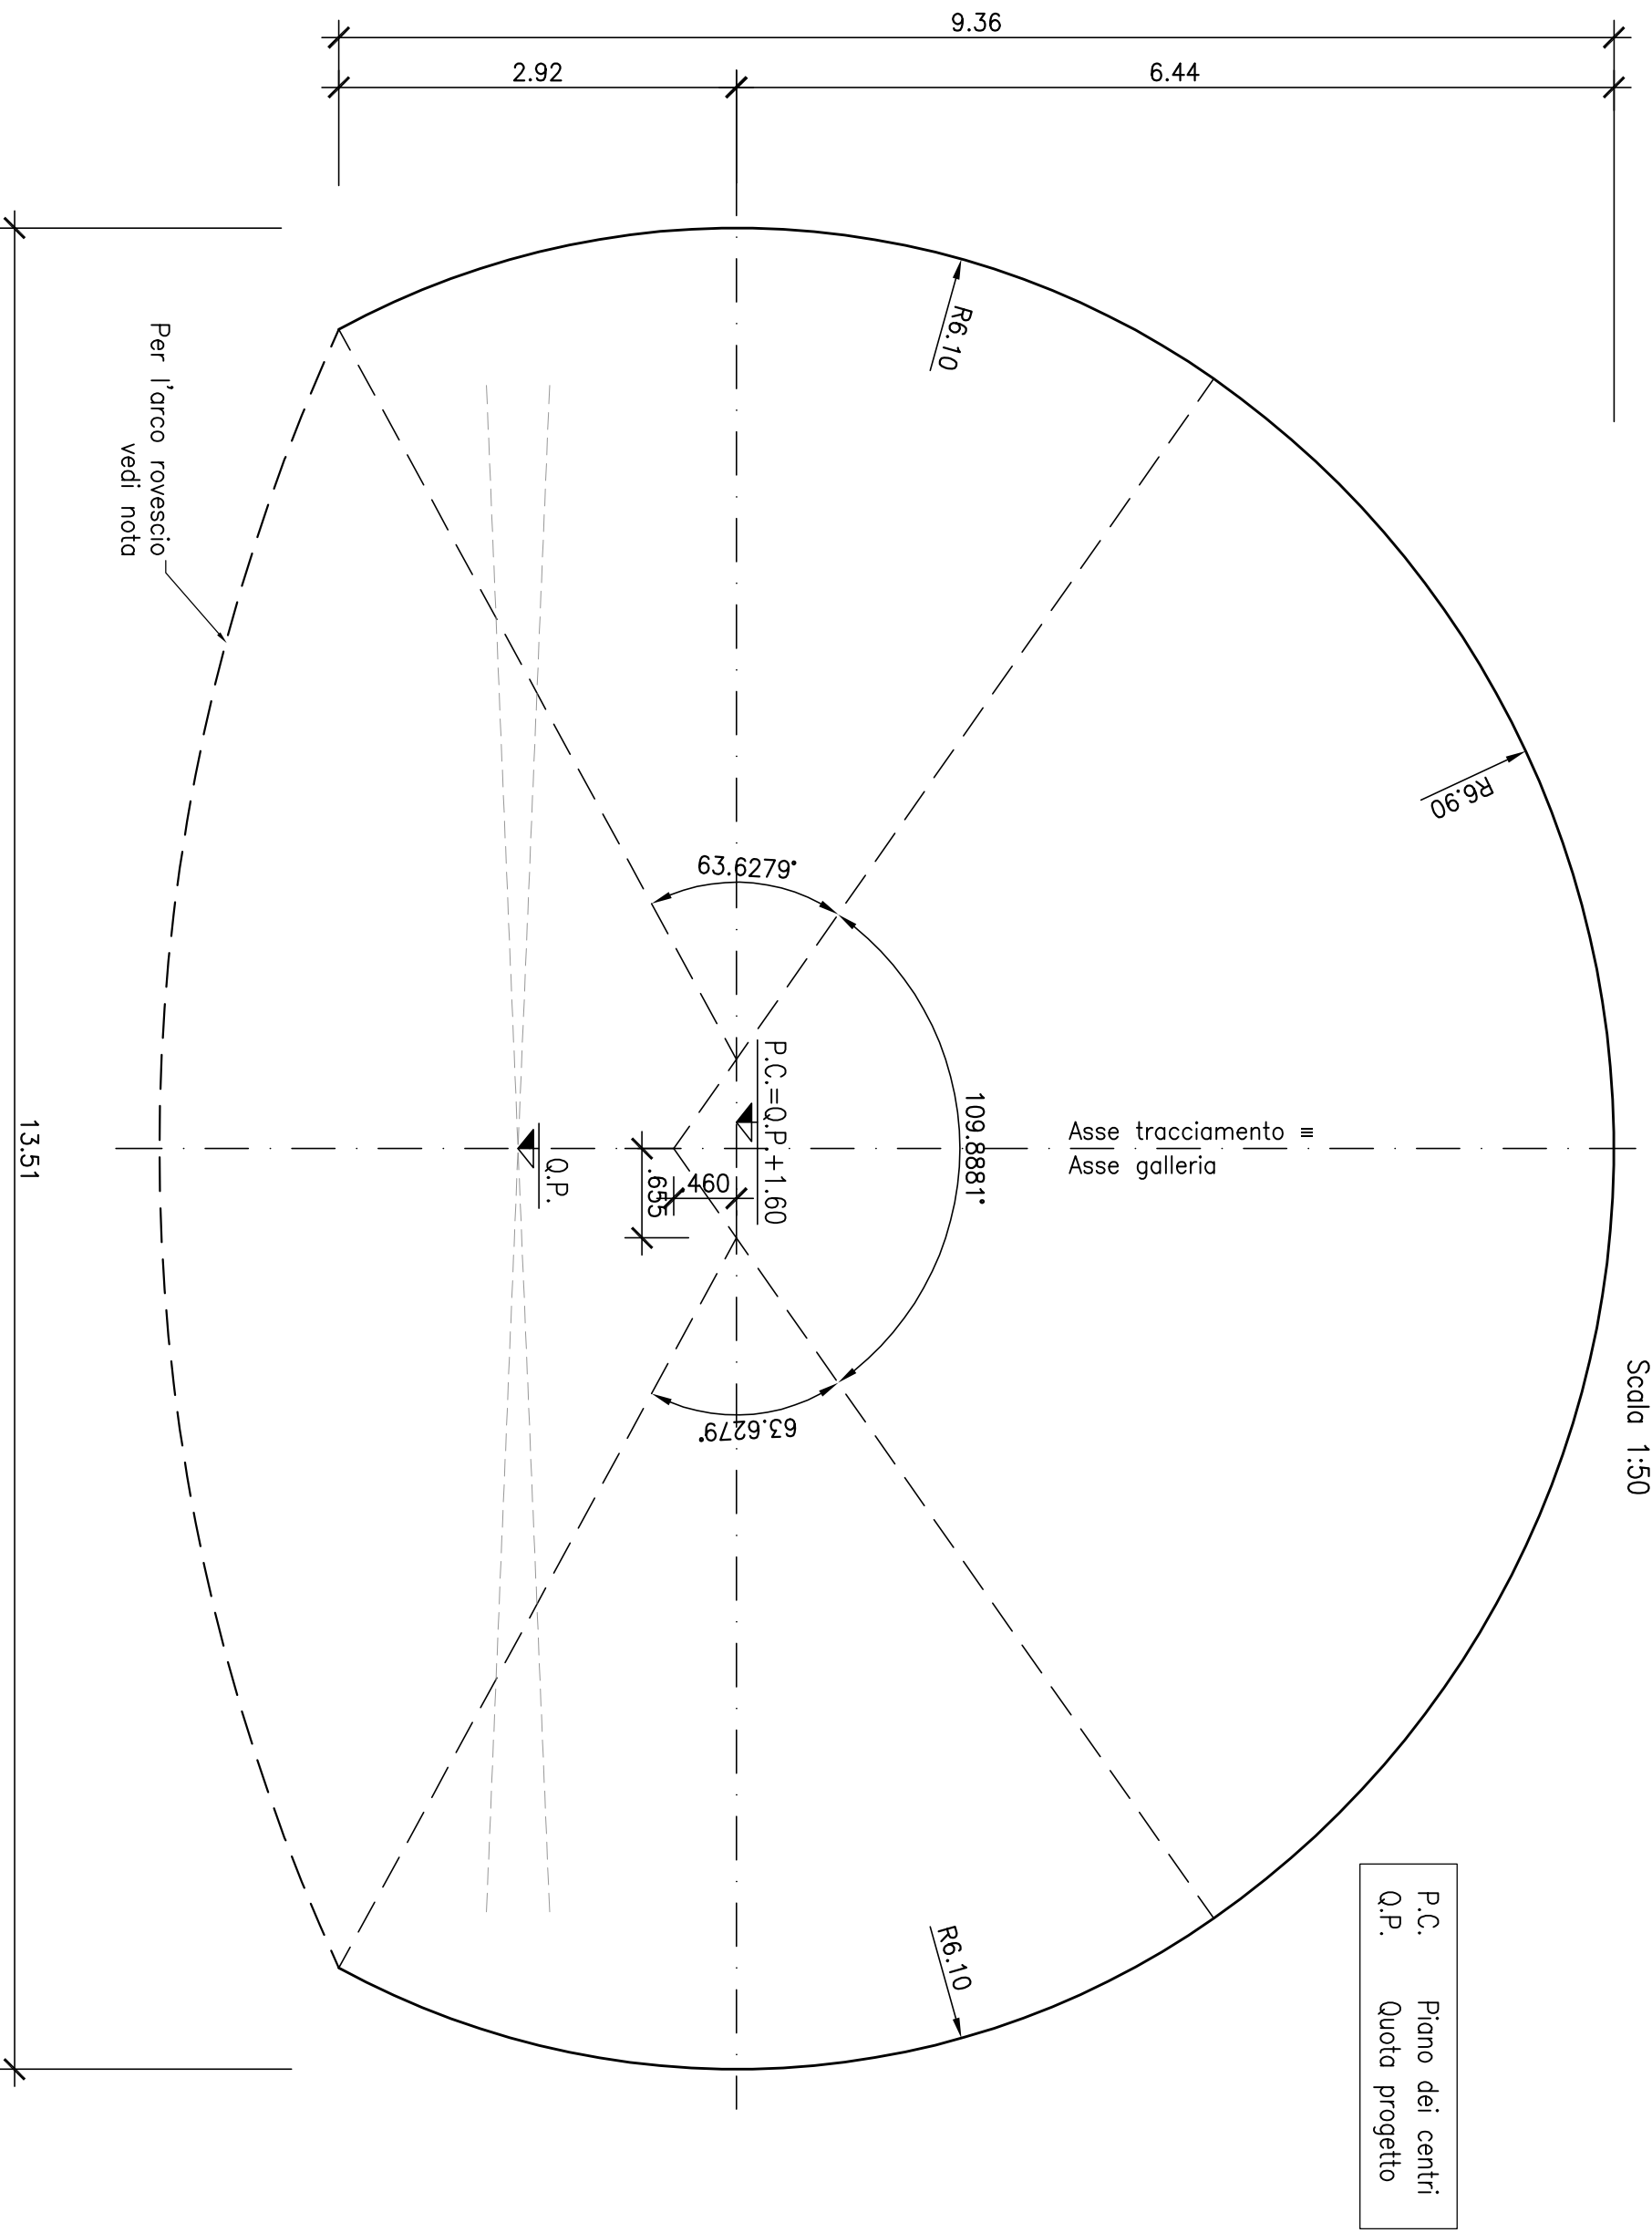 Scala 1:50
9.36
6.44
2.92
R6.10
R6.90
R6.10
63.6279°
109.8881°
63.6279°
Asse tracciamento ≡
Asse galleria
P.C.=Q.P.+1.60
.460
.655
Q.P.
P.C. Piano dei centri
Q.P. Quota progetto
Per l'arco rovescio
vedi nota
13.51